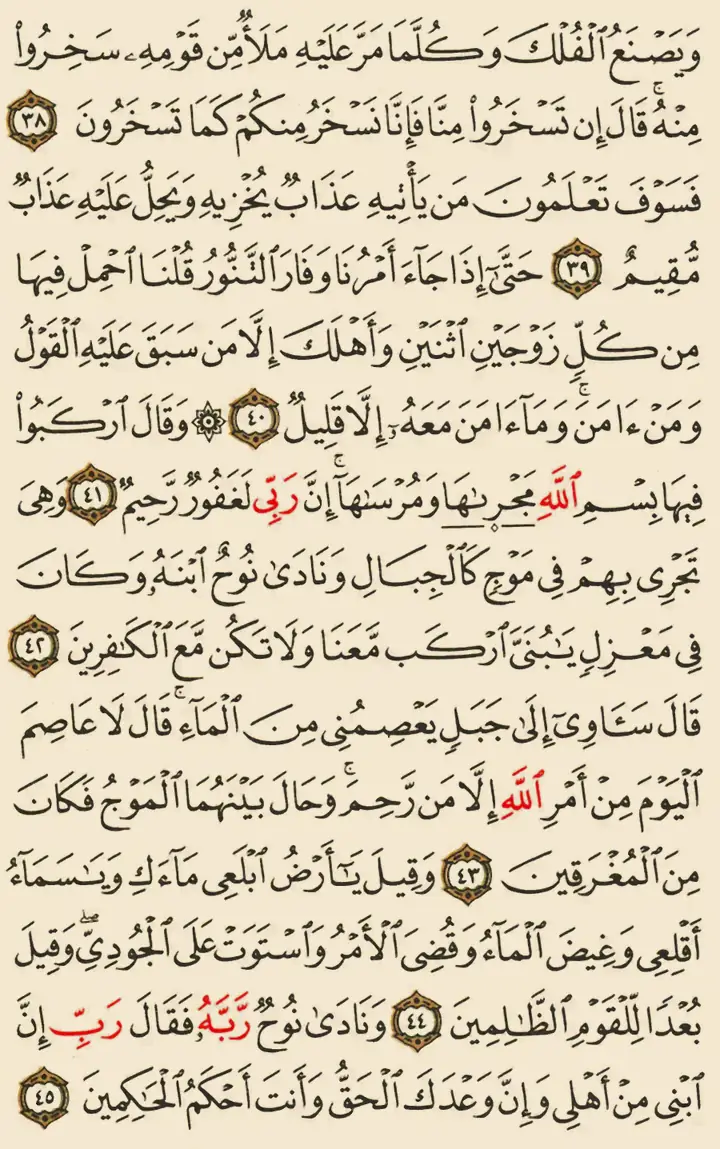 وَيَصۡنَعُ ٱلۡفُلۡكَ وَكُلَّمَا مَرَّ عَلَيۡهِ مَلَأٞ مِّن قَوۡمِهِۦ سَخِرُواْ
مِنۡهُۚ قَالَ إِن تَسۡخَرُواْ مِنَّا فَإِنَّا نَسۡخَرُ مِنكُمۡ كَمَا تَسۡخَرُونَ ٣٨
فَسَوۡفَ تَعۡلَمُونَ مَن يَأۡتِيهِ عَذَابٞ يُخۡزِيهِ وَيَحِلُّ عَلَيۡهِ عَذَابٞ
مُّقِيمٌ ٣٩ حَتَّىٰٓ إِذَا جَآءَ أَمۡرُنَا وَفَارَ ٱلتَّنُّورُ قُلۡنَا ٱحۡمِلۡ فِيهَا
مِن كُلّٖ زَوۡجَيۡنِ ٱثۡنَيۡنِ وَأَهۡلَكَ إِلَّا مَن سَبَقَ عَلَيۡهِ ٱلۡقَوۡلُ
وَمَنۡ ءَامَنَۚ وَمَآ ءَامَنَ مَعَهُۥٓ إِلَّا قَلِيلٞ ٤٠ ۞ وَقَالَ ٱرۡكَبُواْ
فِيهَا بِسۡمِ ٱللَّهِ مَجۡرٜىٰهَا وَمُرۡسَىٰهَآۚ إِنَّ رَبِّي لَغَفُورٞ رَّحِيمٞ ٤١ وَهِيَ
تَجۡرِي بِهِمۡ فِي مَوۡجٖ كَٱلۡجِبَالِ وَنَادَىٰ نُوحٌ ٱبۡنَهُۥ وَكَانَ
فِي مَعۡزِلٖ يَٰبُنَيَّ ٱرۡكَب مَّعَنَا وَلَا تَكُن مَّعَ ٱلۡكَٰفِرِينَ ٤٢
قَالَ سَـَٔاوِيٓ إِلَىٰ جَبَلٖ يَعۡصِمُنِي مِنَ ٱلۡمَآءِۚ قَالَ لَا عَاصِمَ
ٱلۡيَوۡمَ مِنۡ أَمۡرِ ٱللَّهِ إِلَّا مَن رَّحِمَۚ وَحَالَ بَيۡنَهُمَا ٱلۡمَوۡجُ فَكَانَ
مِنَ ٱلۡمُغۡرَقِينَ ٤٣ وَقِيلَ يَٰٓأَرۡضُ ٱبۡلَعِي مَآءَكِ وَيَٰسَمَآءُ
أَقۡلِعِي وَغِيضَ ٱلۡمَآءُ وَقُضِيَ ٱلۡأَمۡرُ وَٱسۡتَوَتۡ عَلَى ٱلۡجُودِيِّۖ وَقِيلَ
بُعۡدٗا لِّلۡقَوۡمِ ٱلظَّٰلِمِينَ ٤٤ وَنَادَىٰ نُوحٞ رَّبَّهُۥ فَقَالَ رَبِّ إِنَّ
ٱبۡنِي مِنۡ أَهۡلِي وَإِنَّ وَعۡدَكَ ٱلۡحَقُّ وَأَنتَ أَحۡكَمُ ٱلۡحَٰكِمِينَ ٤٥